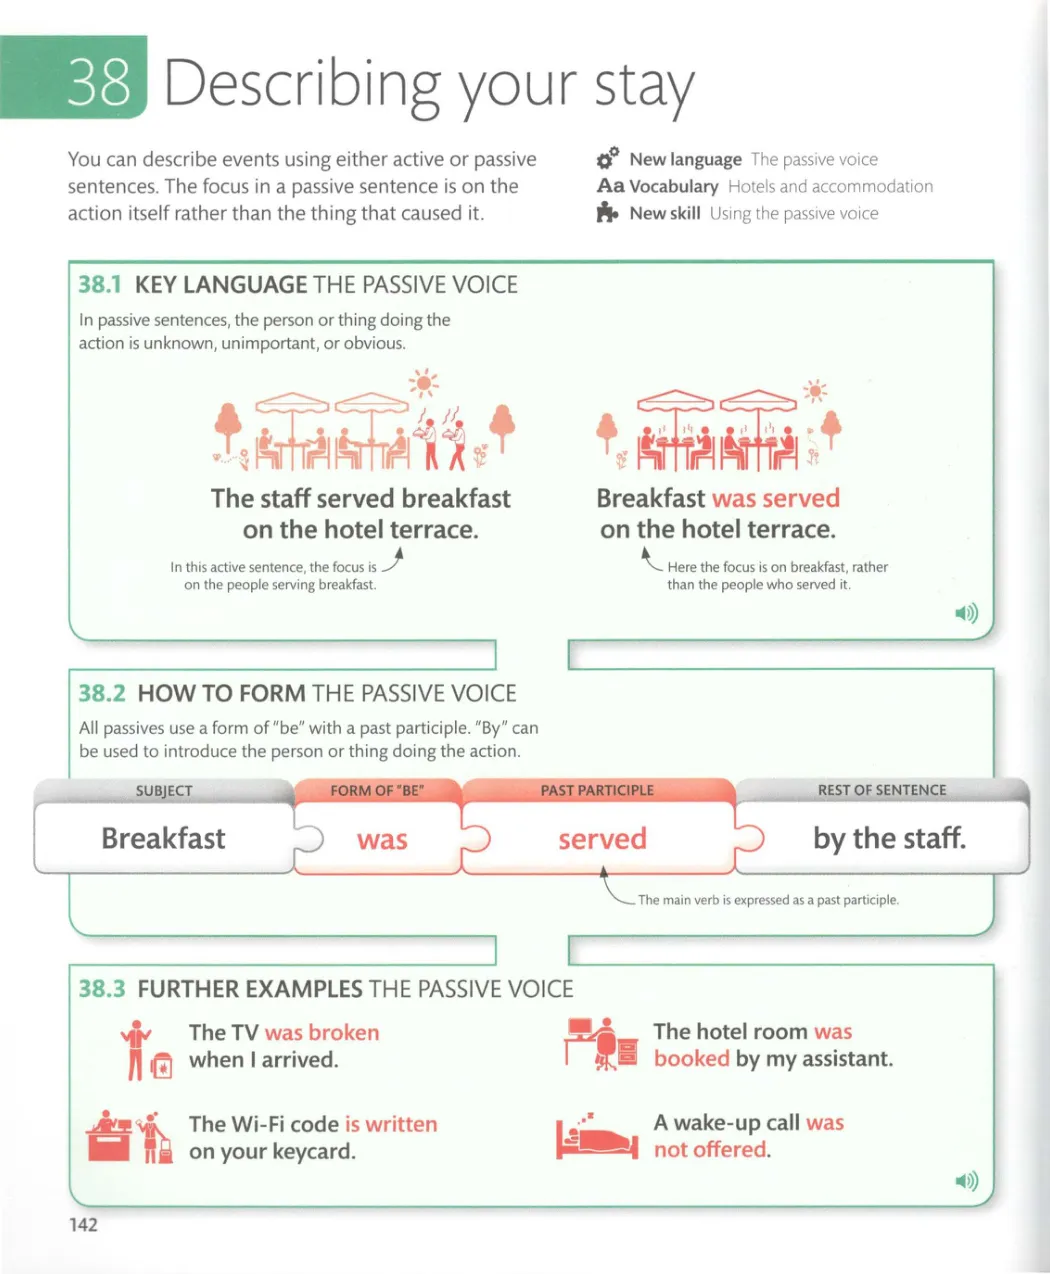 38 Describing your stay
You can describe events using either active or passive
sentences. The focus in a passive sentence is on the
action itself rather than the thing that caused it.
New language The passive voice
Aa Vocabulary Hotels and accommodation
New skill Using the passive voice
38.1 KEY LANGUAGE THE PASSIVE VOICE
In passive sentences, the person or thing doing the
action is unknown, unimportant, or obvious.
The staff served breakfast
on the hotel terrace.
In this active sentence, the focus is
on the people serving breakfast.
Breakfast was served
on the hotel terrace.
Here the focus is on breakfast, rather
than the people who served it.
38.2 HOW TO FORM THE PASSIVE VOICE
All passives use a form of "be" with a past participle. "By" can
be used to introduce the person or thing doing the action.
SUBJECT FORM OF "BE" PAST PARTICIPLE REST OF SENTENCE
Breakfast was served by the staff.
The main verb is expressed as a past participle.
38.3 FURTHER EXAMPLES THE PASSIVE VOICE
The TV was broken
when I arrived.
The hotel room was
booked by my assistant.
The Wi-Fi code is written
on your keycard.
A wake-up call was
not offered.
142